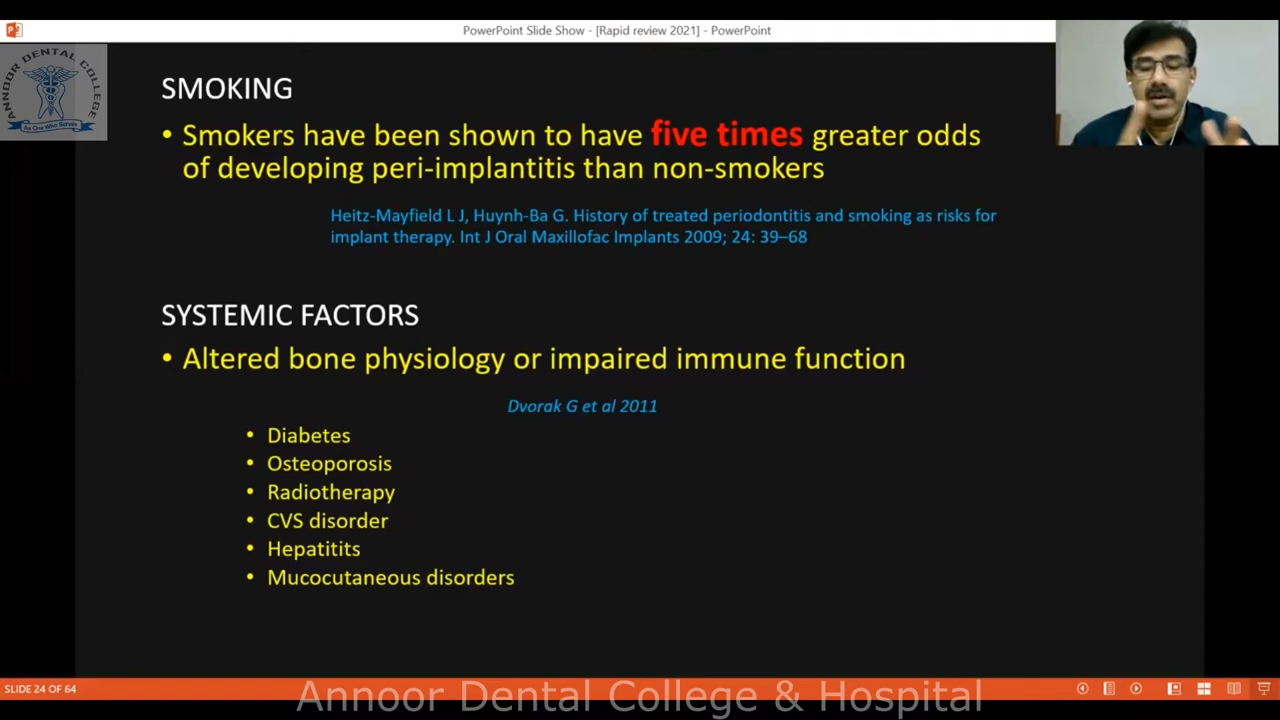 PowerPoint Slide Show - [Rapid review 2021] - PowerPoint
ANNOOR DENTAL COLLEGE
As One Who Serves
SMOKING
• Smokers have been shown to have five times greater odds
of developing peri-implantitis than non-smokers
Heitz-Mayfield L J, Huynh-Ba G. History of treated periodontitis and smoking as risks for
implant therapy. Int J Oral Maxillofac Implants 2009; 24: 39–68
SYSTEMIC FACTORS
• Altered bone physiology or impaired immune function
Dvorak G et al 2011
• Diabetes
• Osteoporosis
• Radiotherapy
• CVS disorder
• Hepatitits
• Mucocutaneous disorders
SLIDE 24 OF 64
Annoor Dental College & Hospital